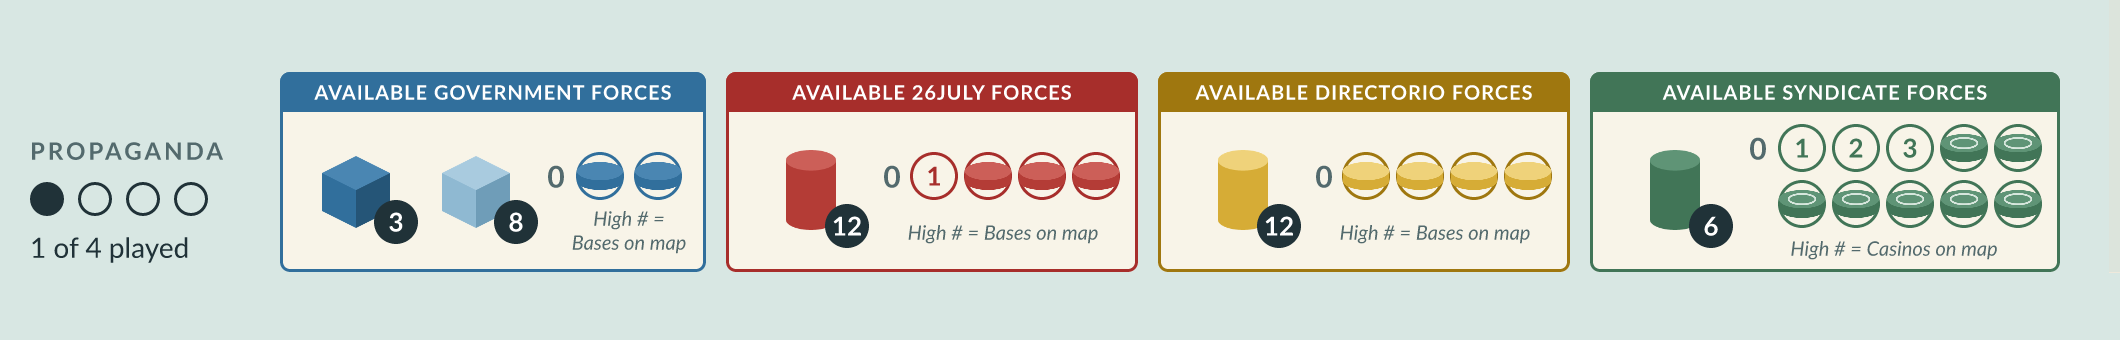 PROPAGANDA
1 of 4 played
AVAILABLE GOVERNMENT FORCES
3
8
0
High # =
Bases on map
AVAILABLE 26JULY FORCES
12
0 1
High # = Bases on map
AVAILABLE DIRECTORIO FORCES
12
0
High # = Bases on map
AVAILABLE SYNDICATE FORCES
6
0 1 2 3
High # = Casinos on map